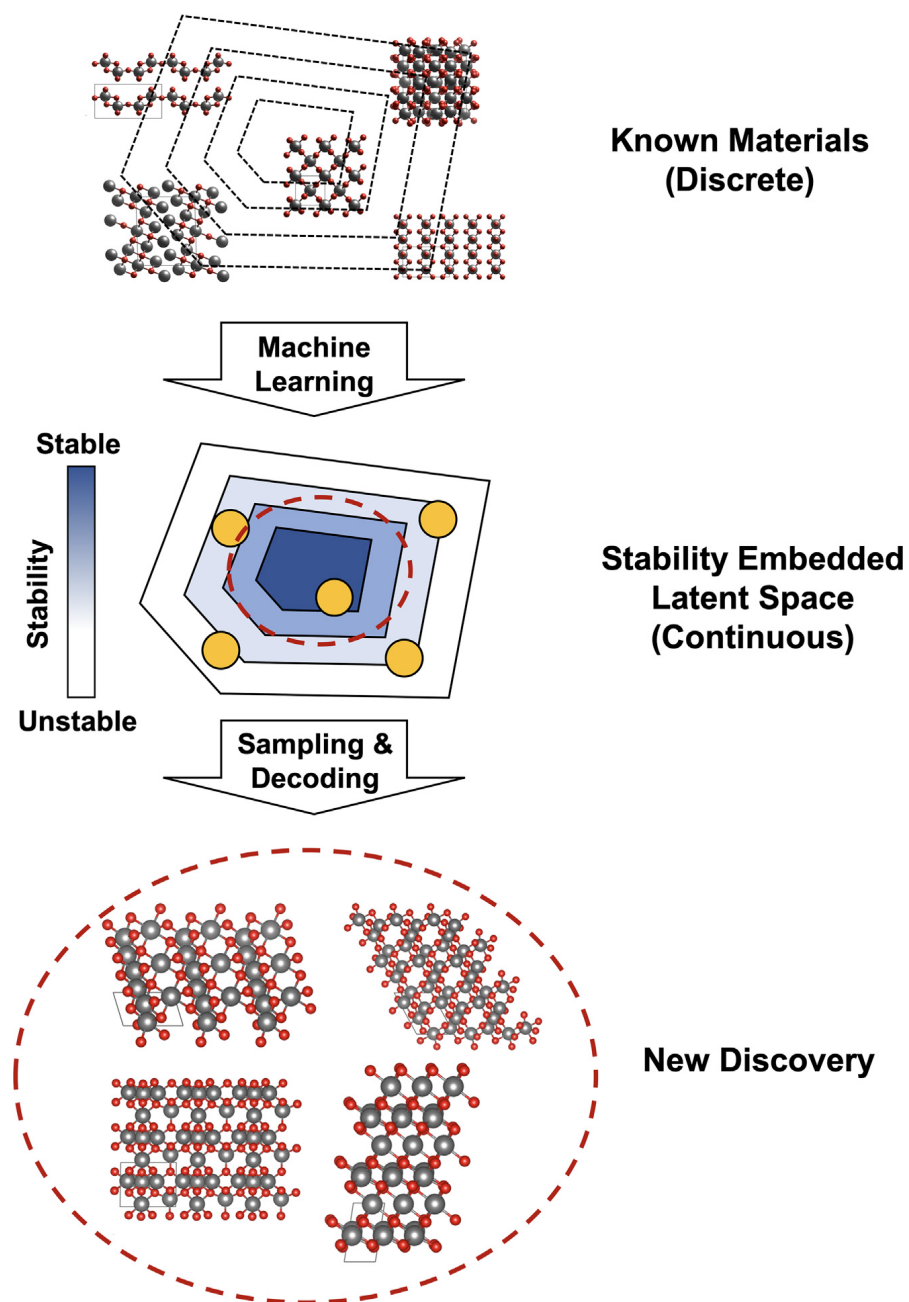 Known Materials
(Discrete)
Machine
Learning
Stable
Stability
Unstable
Stability Embedded
Latent Space
(Continuous)
Sampling &
Decoding
New Discovery